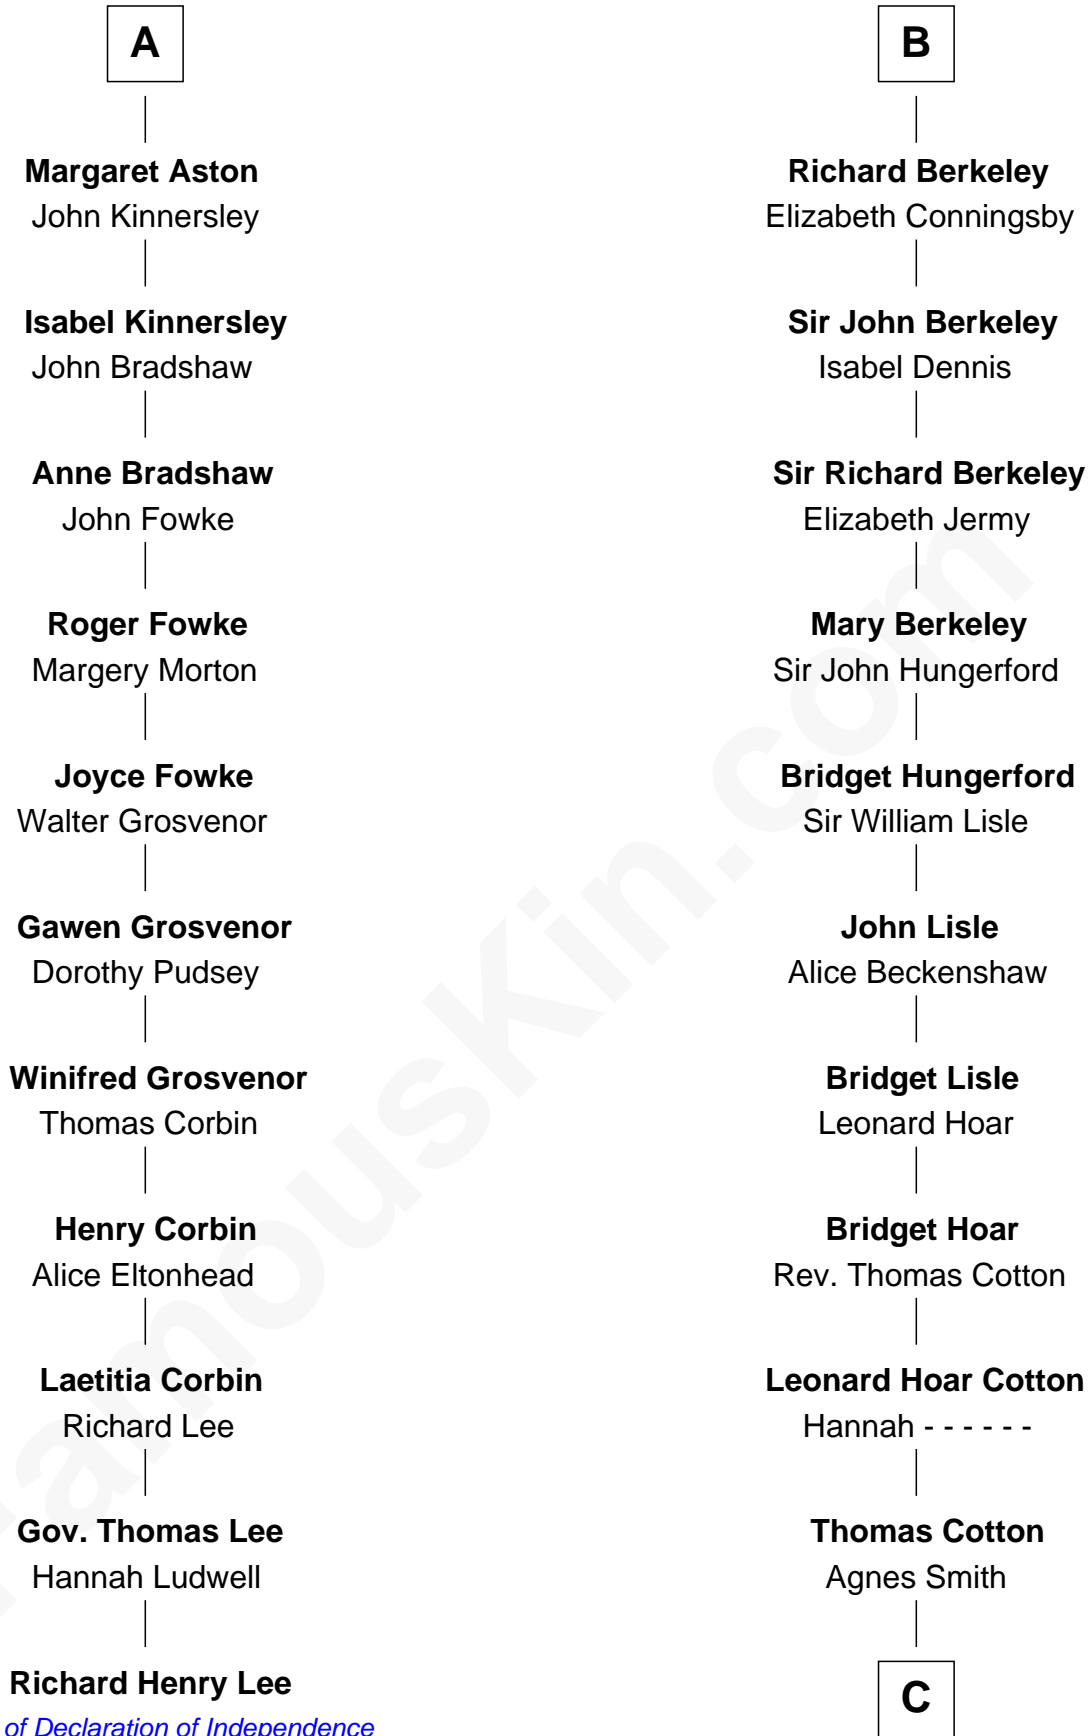 A
Margaret Aston
John Kinnersley
Isabel Kinnersley
John Bradshaw
Anne Bradshaw
John Fowke
Roger Fowke
Margery Morton
Joyce Fowke
Walter Grosvenor
Gawen Grosvenor
Dorothy Pudsey
Winifred Grosvenor
Thomas Corbin
Henry Corbin
Alice Eltonhead
Laetitia Corbin
Richard Lee
Gov. Thomas Lee
Hannah Ludwell
Richard Henry Lee
of Declaration of Independence
B
Richard Berkeley
Elizabeth Conningsby
Sir John Berkeley
Isabel Dennis
Sir Richard Berkeley
Elizabeth Jermy
Mary Berkeley
Sir John Hungerford
Bridget Hungerford
Sir William Lisle
John Lisle
Alice Beckenshaw
Bridget Lisle
Leonard Hoar
Bridget Hoar
Rev. Thomas Cotton
Leonard Hoar Cotton
Hannah - - - - - -
Thomas Cotton
Agnes Smith
C
FamousKin.com